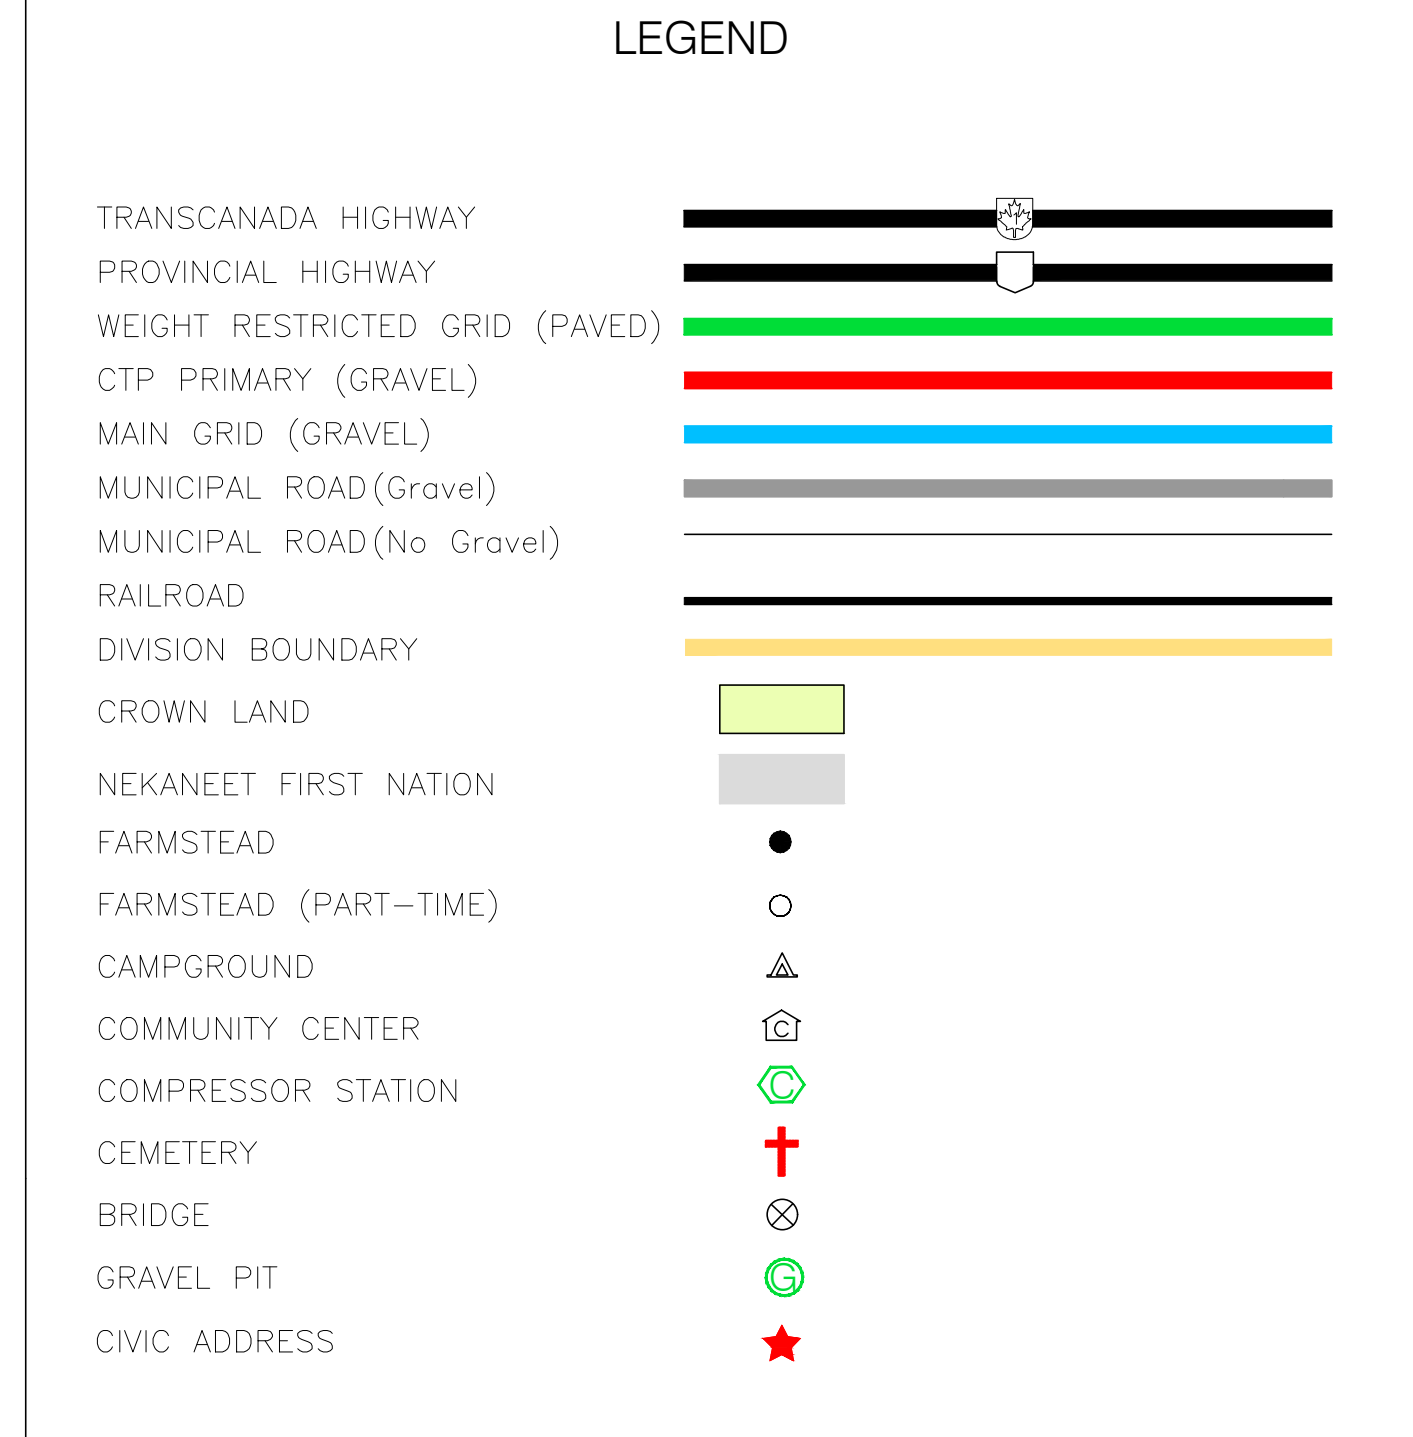 LEGEND
TRANSCANADA HIGHWAY 1
PROVINCIAL HIGHWAY
WEIGHT RESTRICTED GRID (PAVED)
CTP PRIMARY (GRAVEL)
MAIN GRID (GRAVEL)
MUNICIPAL ROAD(Gravel)
MUNICIPAL ROAD(No Gravel)
RAILROAD
DIVISION BOUNDARY
CROWN LAND
NEKANEET FIRST NATION
FARMSTEAD
FARMSTEAD (PART-TIME)
CAMPGROUND
COMMUNITY CENTER C
COMPRESSOR STATION C
CEMETERY
BRIDGE
GRAVEL PIT G
CIVIC ADDRESS